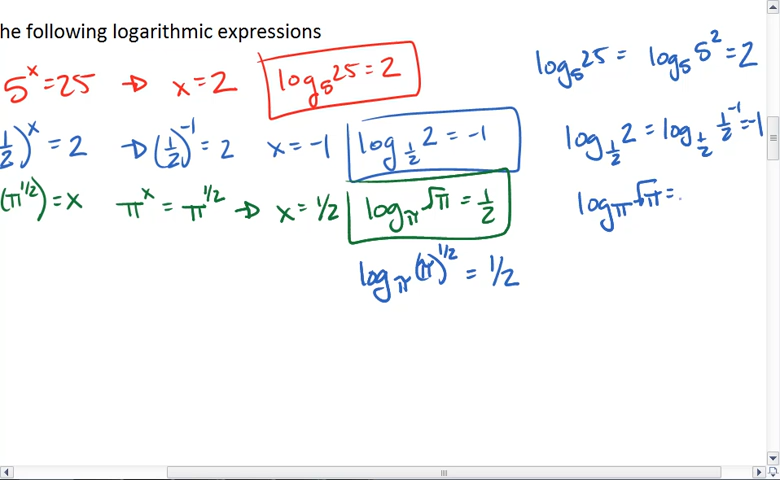 he following logarithmic expressions
5^x = 25 → x = 2 log_5 25 = 2 log_5 25 = log_5 5^2 = 2
1/2)^x = 2 → (1/2)^-1 = 2 x = -1 log_1/2 2 = -1 log_1/2 2 = log_1/2 1/2^-1 = -1
(π^1/2) = x π^x = π^1/2 → x = 1/2 log_π √π = 1/2 log_π √π =
log_π (π)^1/2 = 1/2